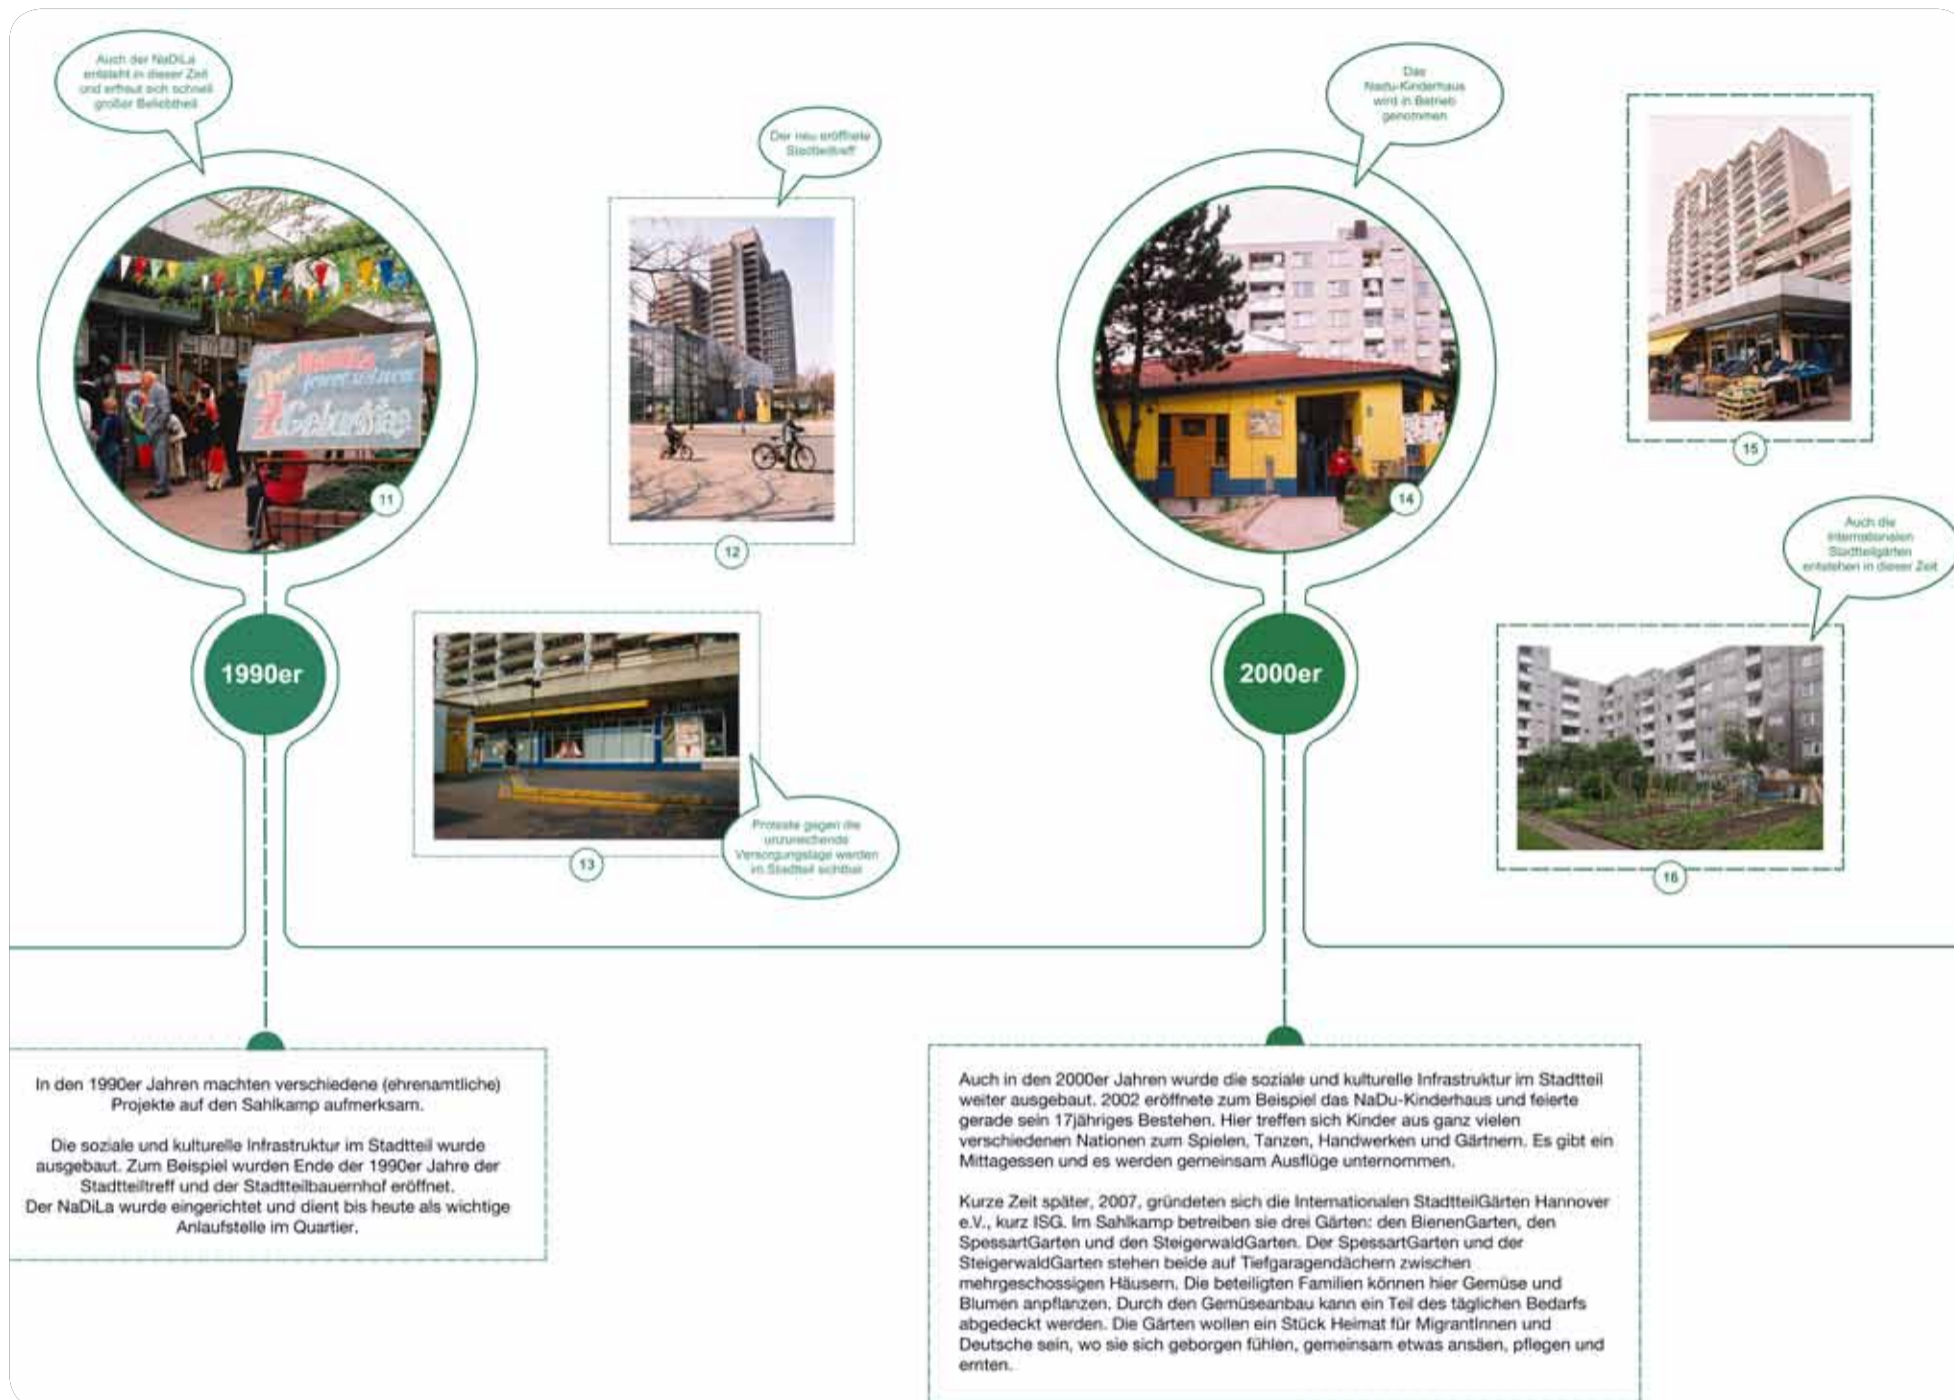 Auch der NaDiLa
entsteht in dieser Zeit
und erfreut sich schnell
großer Beliebtheit
Der neu eröffnete
Stadtteiltreff
Das
Nadu-Kinderhaus
wird in Betrieb
genommen
Der NaDiLa
feiert seinen
Geburtstag
11
12
14
15
Auch die
Internationalen
Stadtteilgärten
entstehen in dieser Zeit
1990er
2000er
Proteste gegen die
unzureichende
Versorgungslage werden
im Stadtteil sichtbar
13
16
In den 1990er Jahren machten verschiedene (ehrenamtliche)
Projekte auf den Sahlkamp aufmerksam.
Die soziale und kulturelle Infrastruktur im Stadtteil wurde
ausgebaut. Zum Beispiel wurden Ende der 1990er Jahre der
Stadtteiltreff und der Stadtteilbauernhof eröffnet.
Der NaDiLa wurde eingerichtet und dient bis heute als wichtige
Anlaufstelle im Quartier.
Auch in den 2000er Jahren wurde die soziale und kulturelle Infrastruktur im Stadtteil
weiter ausgebaut. 2002 eröffnete zum Beispiel das NaDu-Kinderhaus und feierte
gerade sein 17jähriges Bestehen. Hier treffen sich Kinder aus ganz vielen
verschiedenen Nationen zum Spielen, Tanzen, Handwerken und Gärtnern. Es gibt ein
Mittagessen und es werden gemeinsam Ausflüge unternommen.
Kurze Zeit später, 2007, gründeten sich die Internationalen StadtteilGärten Hannover
e.V., kurz ISG. Im Sahlkamp betreiben sie drei Gärten: den BienenGarten, den
SpessartGarten und den SteigerwaldGarten. Der SpessartGarten und der
SteigerwaldGarten stehen beide auf Tiefgaragendächern zwischen
mehrgeschossigen Häusern. Die beteiligten Familien können hier Gemüse und
Blumen anpflanzen. Durch den Gemüseanbau kann ein Teil des täglichen Bedarfs
abgedeckt werden. Die Gärten wollen ein Stück Heimat für MigrantInnen und
Deutsche sein, wo sie sich geborgen fühlen, gemeinsam etwas ansäen, pflegen und
ernten.